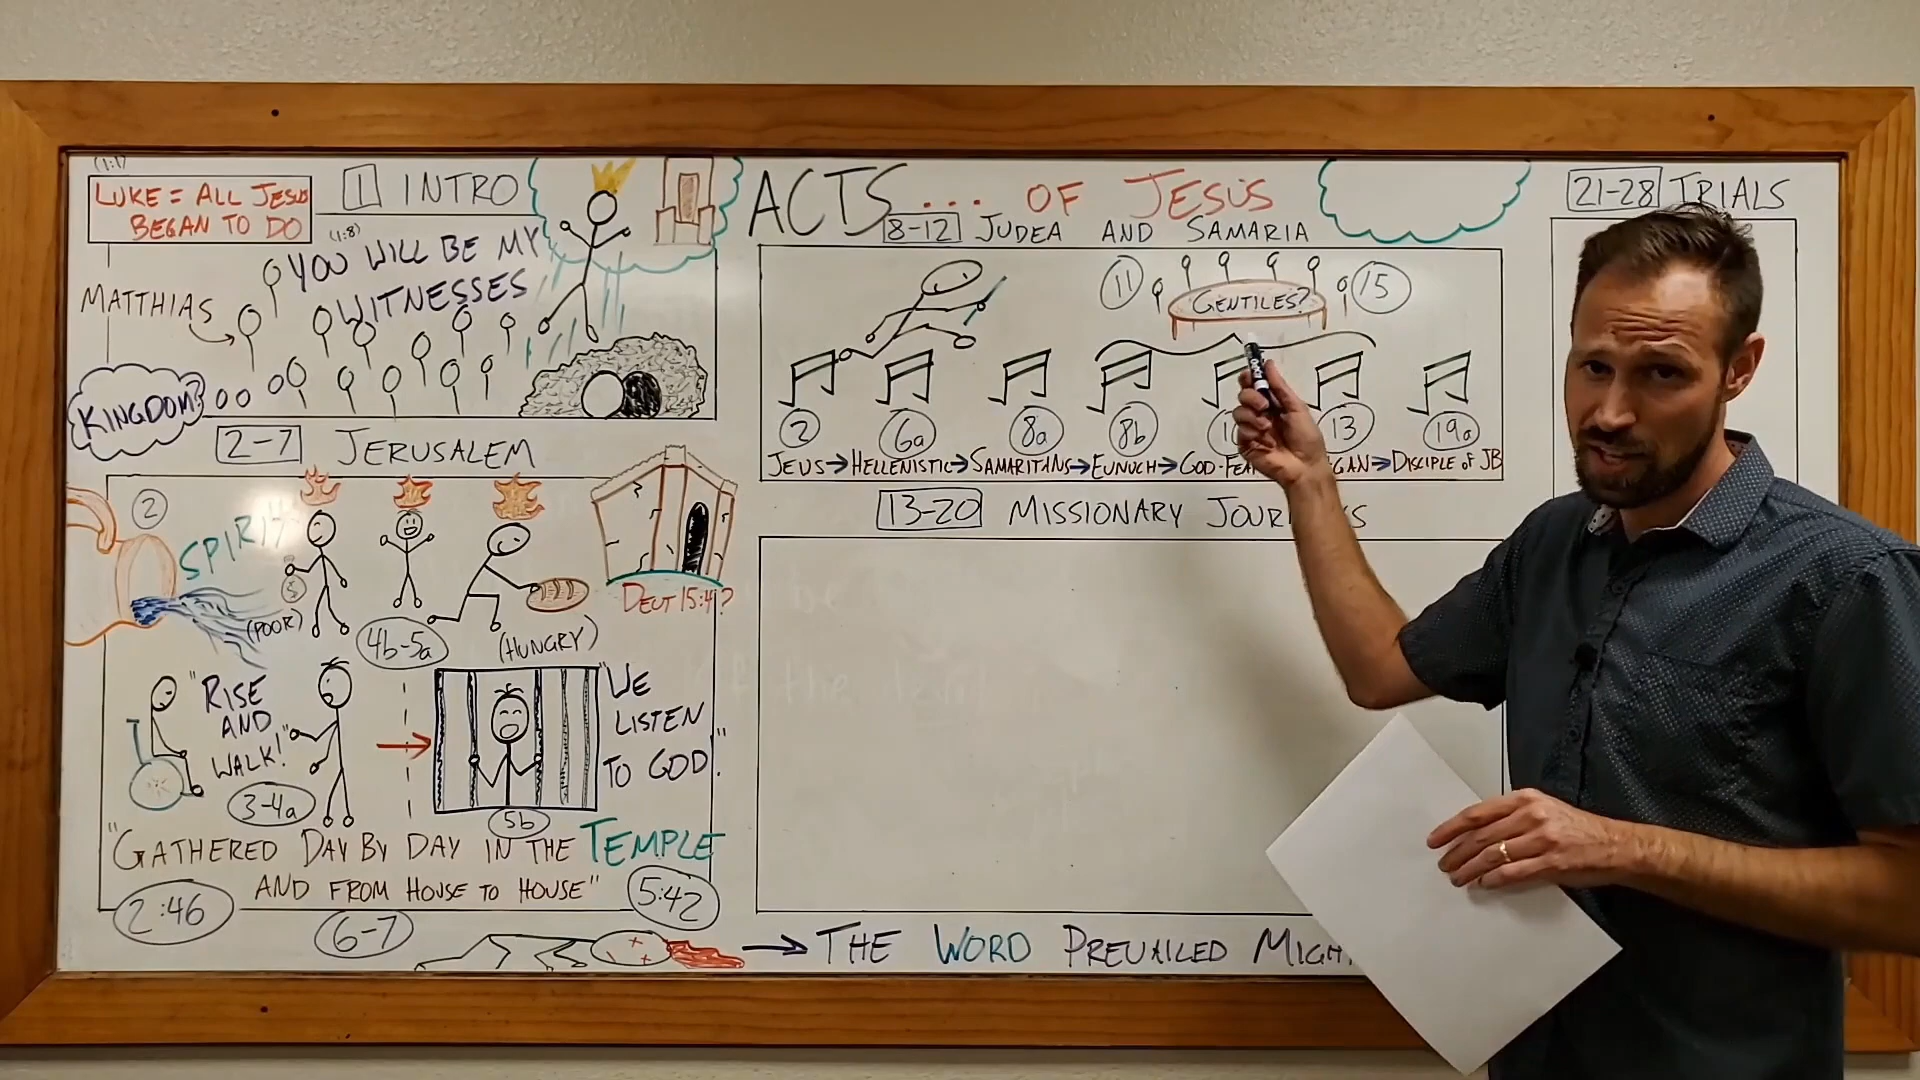 (1:1)
LUKE = ALL JESUS
BEGAN TO DO
1 INTRO
(1:8)
YOU WILL BE MY
WITNESSES
MATTHIAS
KINGDOM?
2-7 JERUSALEM
2
SPIRIT
$
(POOR)
4b-5a
(HUNGRY)
DEUT 15:4?
"RISE
AND
WALK!"
3-4a
5b
"WE
LISTEN
TO GOD."
"GATHERED DAY BY DAY IN THE TEMPLE
AND FROM HOUSE TO HOUSE"
2:46
5:42
6-7
ACTS... OF JESUS
8-12 JUDEA AND SAMARIA
11 GENTILES? 15
2 6a 8a 8b 13 19a
JEUS→HELLENISTIC→SAMARITANS→EUNUCH→GOD-FEA GAN→DISCIPLE OF JB
13-20 MISSIONARY JOUR S
→ THE WORD PREVAILED MIGH
21-28 TRIALS